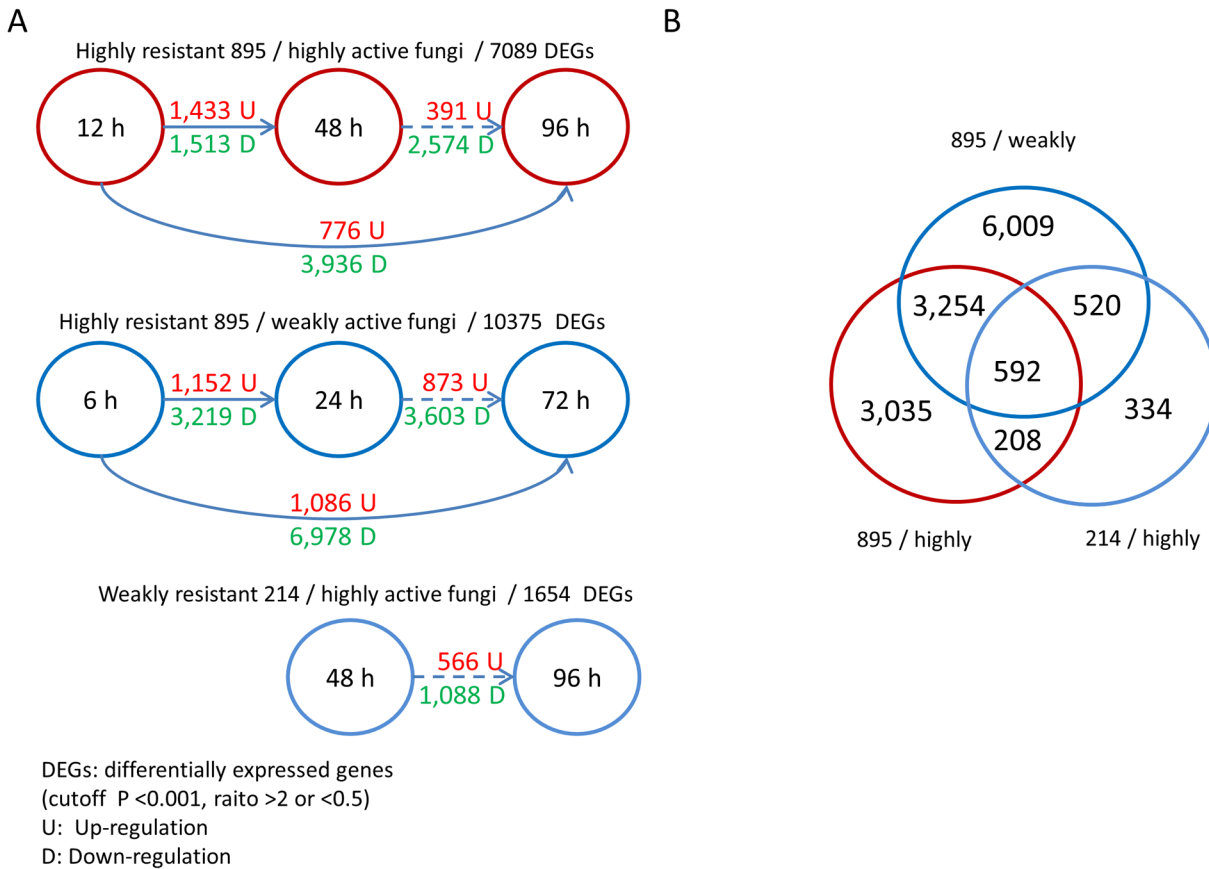 A
Highly resistant 895 / highly active fungi / 7089 DEGs
12 h
1,433 U
1,513 D
48 h
391 U
2,574 D
96 h
776 U
3,936 D
Highly resistant 895 / weakly active fungi / 10375 DEGs
6 h
1,152 U
3,219 D
24 h
873 U
3,603 D
72 h
1,086 U
6,978 D
Weakly resistant 214 / highly active fungi / 1654 DEGs
48 h
566 U
1,088 D
96 h
DEGs: differentially expressed genes
(cutoff P <0.001, raito >2 or <0.5)
U: Up-regulation
D: Down-regulation
B
895 / weakly
6,009
3,254
520
592
3,035
334
208
895 / highly
214 / highly